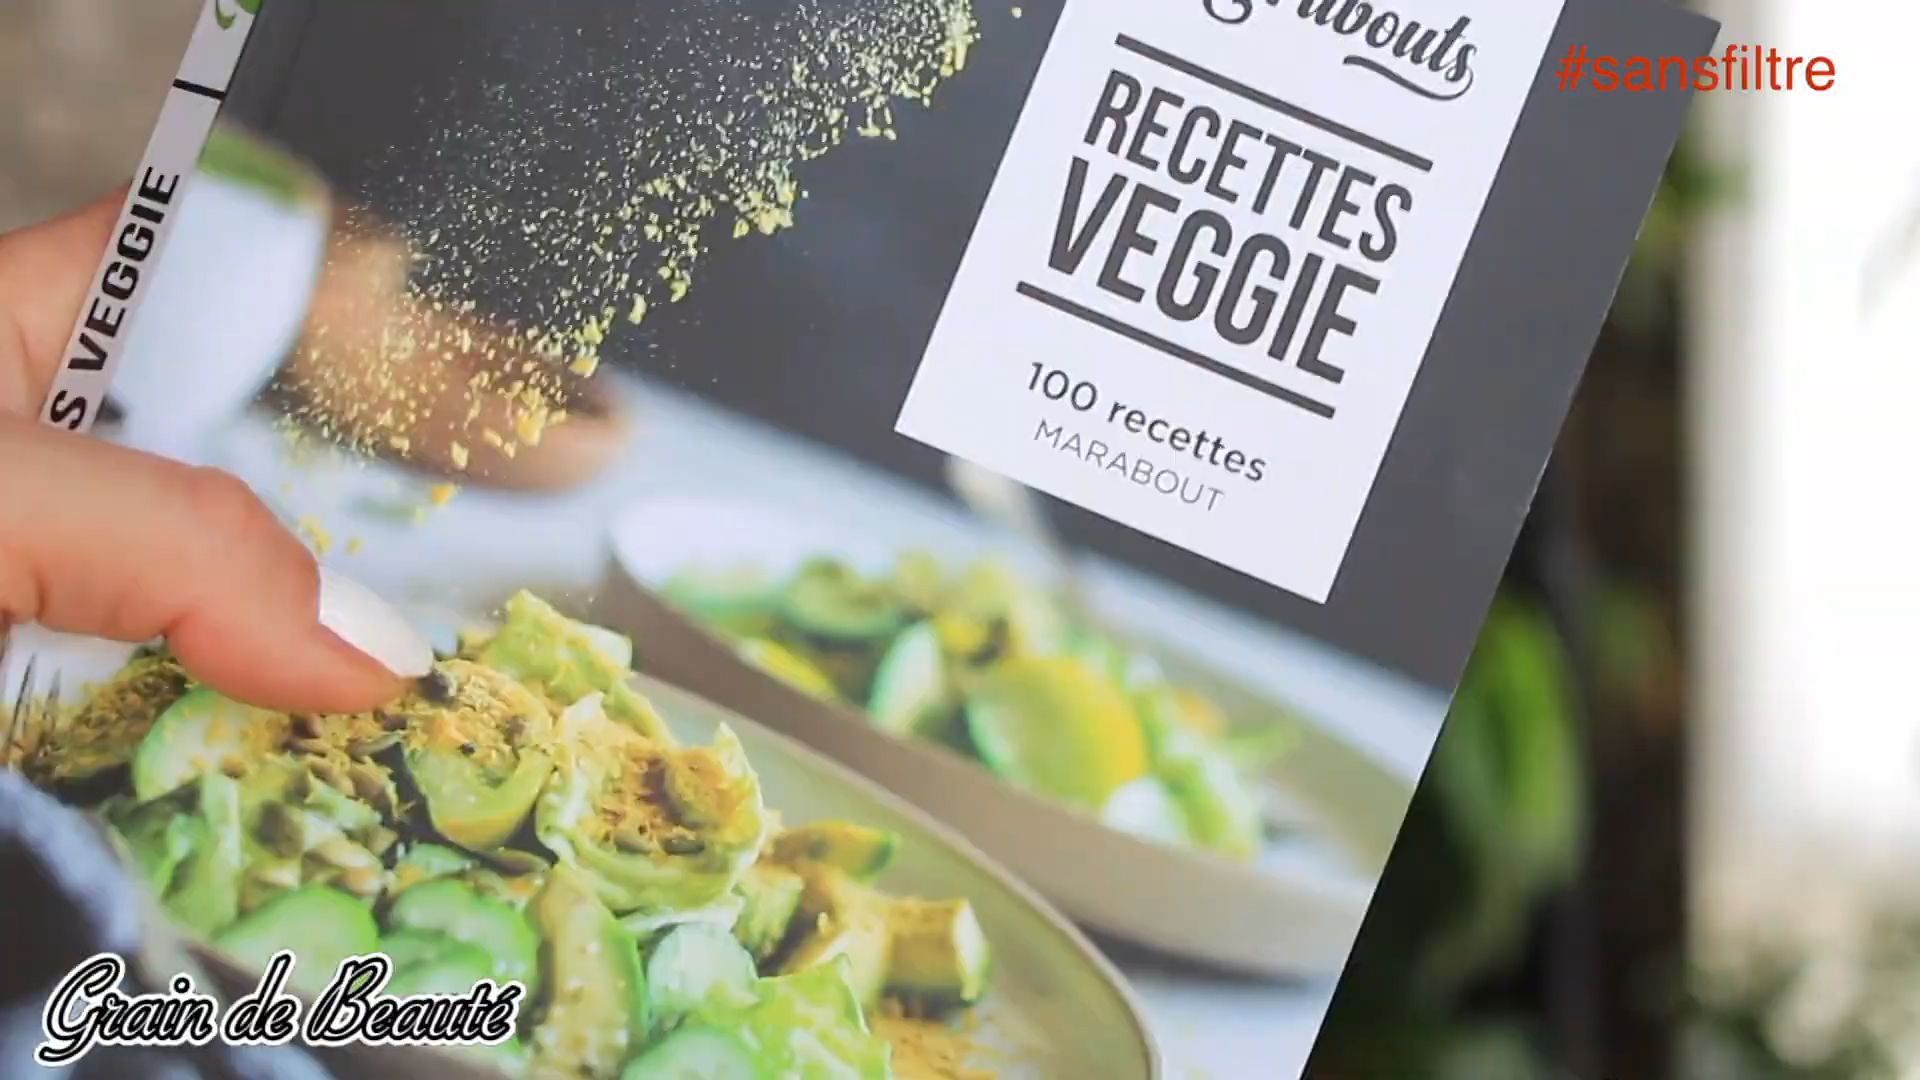 #sansfiltre
RECETTES
VEGGIE
100 recettes
MARABOUT
S VEGGIE
Grain de Beauté